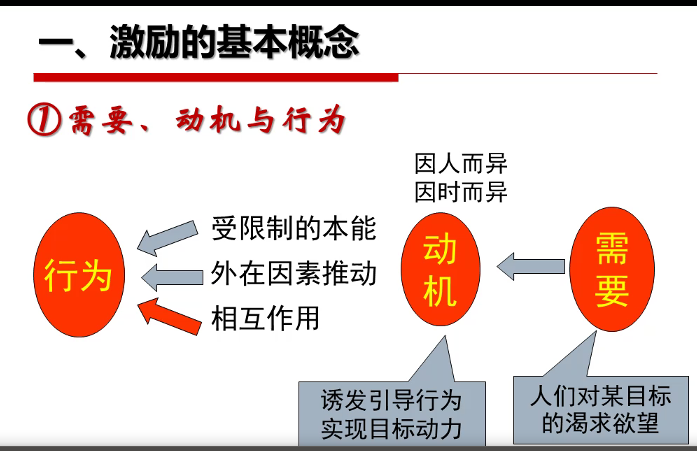 一、激励的基本概念
①需要、动机与行为
因人而异
因时而异
行为
受限制的本能
外在因素推动
相互作用
动机
需要
诱发引导行为
实现目标动力
人们对某目标
的渴求欲望